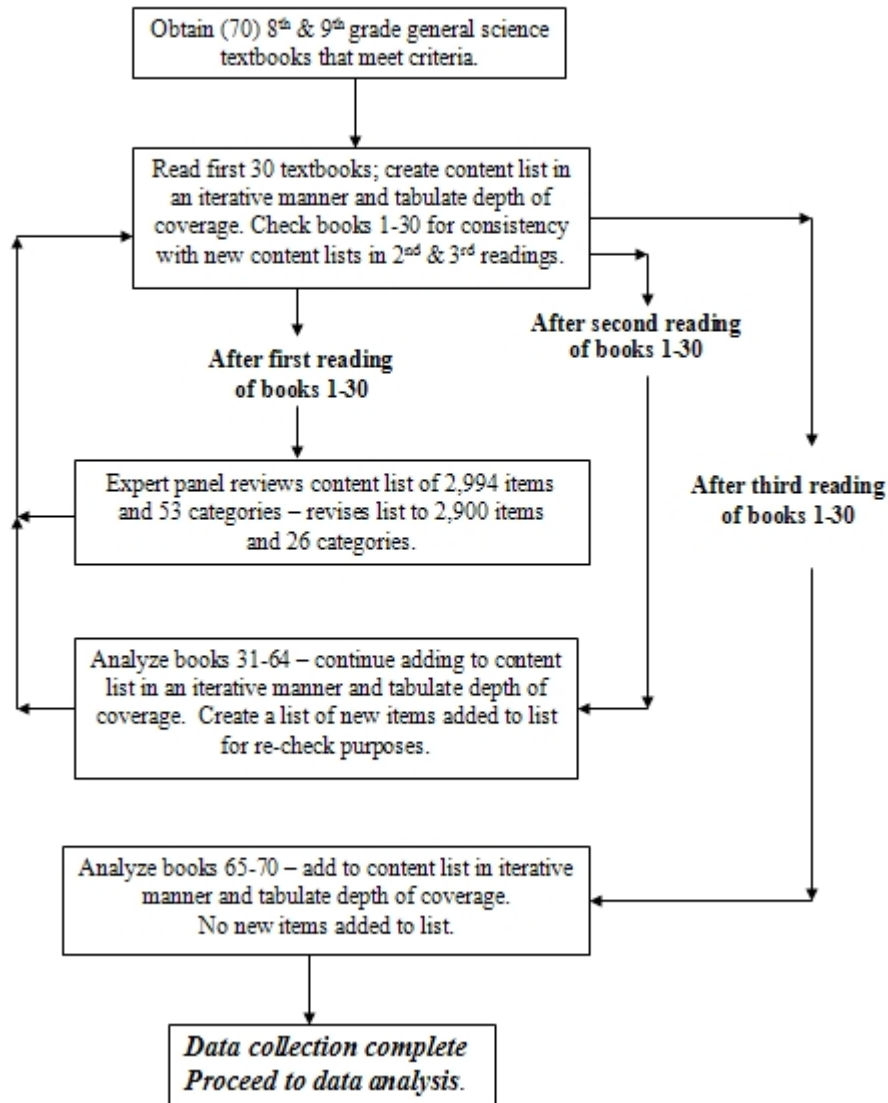 Obtain (70) 8th & 9th grade general science
textbooks that meet criteria.
Read first 30 textbooks; create content list in
an iterative manner and tabulate depth of
coverage. Check books 1-30 for consistency
with new content lists in 2nd & 3rd readings.
After first reading
of books 1-30
After second reading
of books 1-30
After third reading
of books 1-30
Expert panel reviews content list of 2,994 items
and 53 categories – revises list to 2,900 items
and 26 categories.
Analyze books 31-64 – continue adding to content
list in an iterative manner and tabulate depth of
coverage. Create a list of new items added to list
for re-check purposes.
Analyze books 65-70 – add to content list in iterative
manner and tabulate depth of coverage.
No new items added to list.
Data collection complete
Proceed to data analysis.